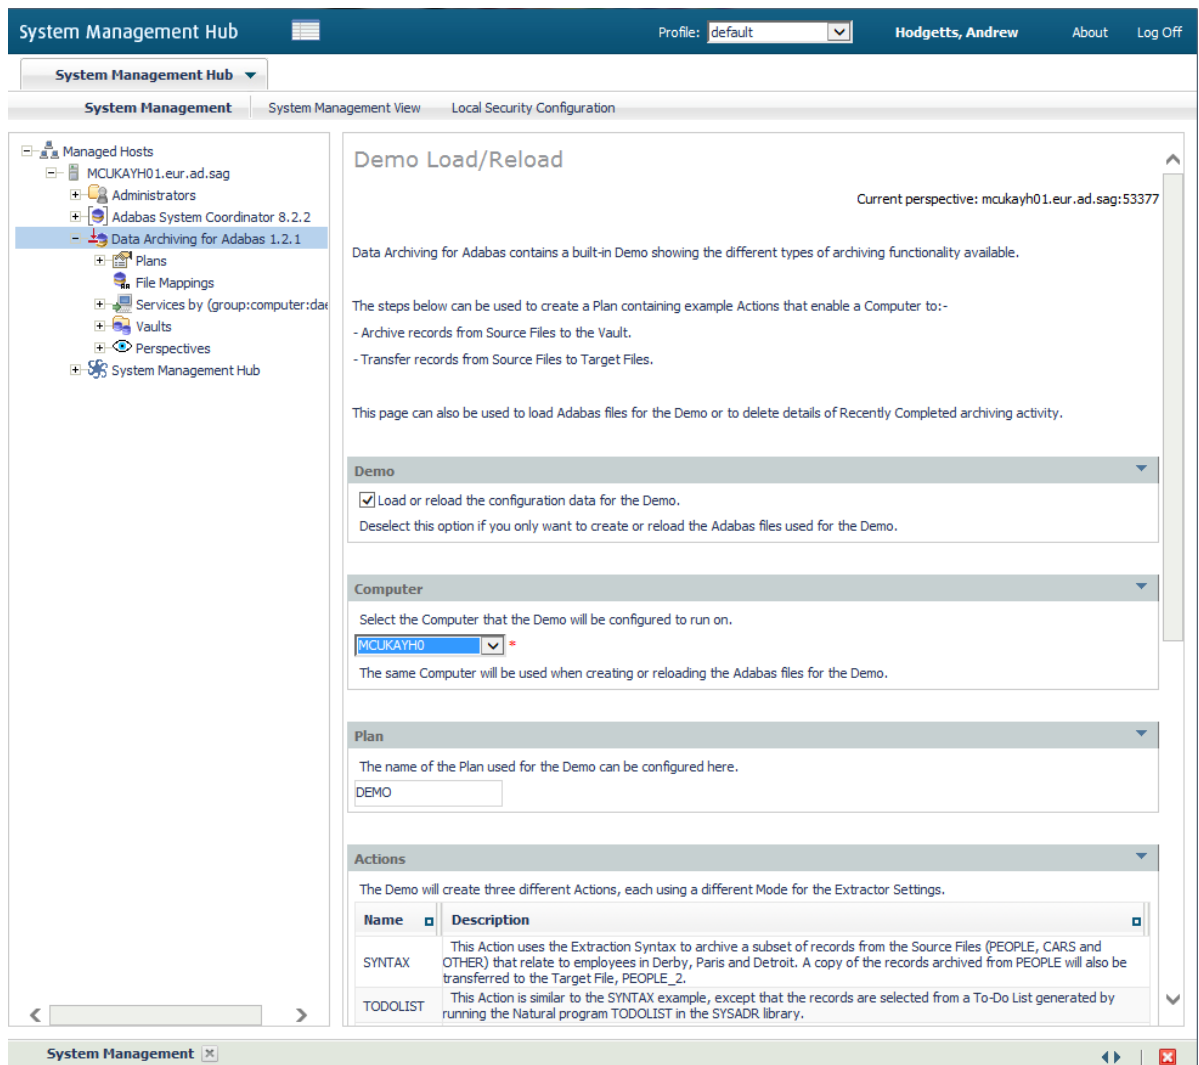 System Management Hub
Profile: default
Hodgetts, Andrew
About
Log Off
System Management Hub
System Management
System Management View
Local Security Configuration
Managed Hosts
MCUKAYH01.eur.ad.sag
Administrators
Adabas System Coordinator 8.2.2
Data Archiving for Adabas 1.2.1
Plans
File Mappings
Services by (group:computer:dae
Vaults
Perspectives
System Management Hub
Demo Load/Reload
Current perspective: mcukayh01.eur.ad.sag:53377
Data Archiving for Adabas contains a built-in Demo showing the different types of archiving functionality available.
The steps below can be used to create a Plan containing example Actions that enable a Computer to:-
- Archive records from Source Files to the Vault.
- Transfer records from Source Files to Target Files.
This page can also be used to load Adabas files for the Demo or to delete details of Recently Completed archiving activity.
Demo
Load or reload the configuration data for the Demo.
Deselect this option if you only want to create or reload the Adabas files used for the Demo.
Computer
Select the Computer that the Demo will be configured to run on.
MCUKAYH0 *
The same Computer will be used when creating or reloading the Adabas files for the Demo.
Plan
The name of the Plan used for the Demo can be configured here.
DEMO
Actions
The Demo will create three different Actions, each using a different Mode for the Extractor Settings.
Name Description
SYNTAX
This Action uses the Extraction Syntax to archive a subset of records from the Source Files (PEOPLE, CARS and
OTHER) that relate to employees in Derby, Paris and Detroit. A copy of the records archived from PEOPLE will also be
transferred to the Target File, PEOPLE_2.
TODOLIST
This Action is similar to the SYNTAX example, except that the records are selected from a To-Do List generated by
running the Natural program TODOLIST in the SYSADR library.
System Management